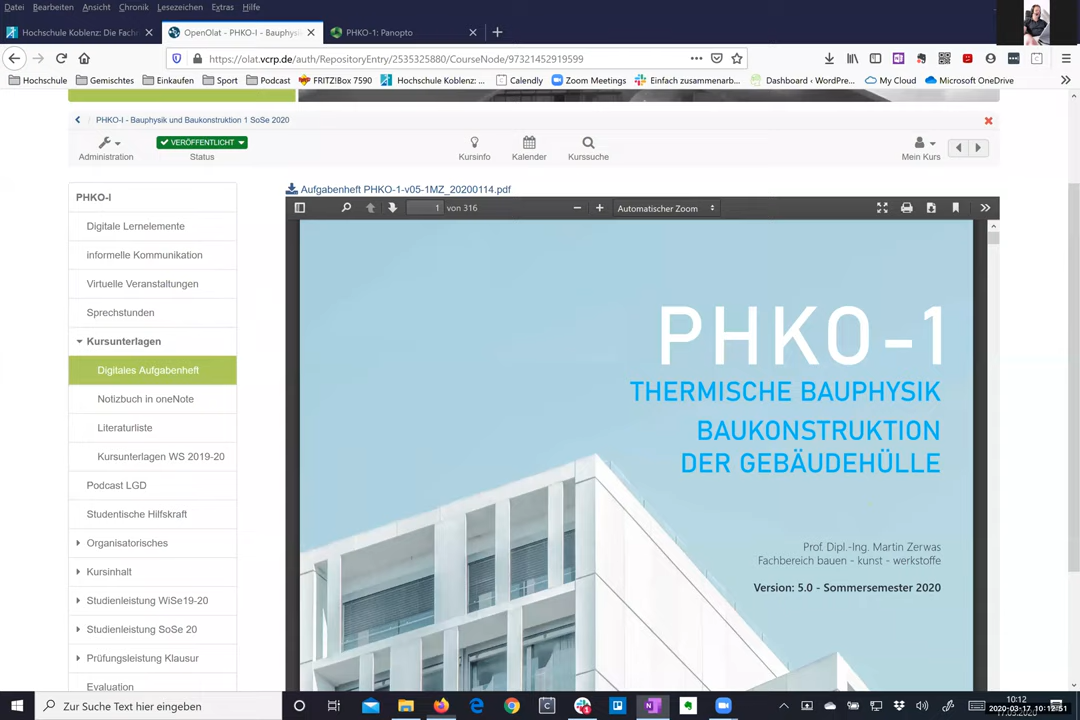 Datei Bearbeiten Ansicht Chronik Lesezeichen Extras Hilfe
Hochschule Koblenz: Die Fachr
OpenOlat - PHKO-I - Bauphysik
PHKO-1: Panopto
https://olat.vcrp.de/auth/RepositoryEntry/2535325880/CourseNode/97321452919599
Hochschule Gemischtes Einkaufen Sport Podcast FRITZ!Box 7590 Hochschule Koblenz: ... Calendly Zoom Meetings Einfach zusammenarb... Dashboard ‹ WordPre... My Cloud Microsoft OneDrive
PHKO-I - Bauphysik und Baukonstruktion 1 SoSe 2020
VERÖFFENTLICHT
Administration Status Kursinfo Kalender Kurssuche Mein Kurs
PHKO-I
Digitale Lernelemente
informelle Kommunikation
Virtuelle Veranstaltungen
Sprechstunden
Kursunterlagen
Digitales Aufgabenheft
Notizbuch in oneNote
Literaturliste
Kursunterlagen WS 2019-20
Podcast LGD
Studentische Hilfskraft
Organisatorisches
Kursinhalt
Studienleistung WiSe19-20
Studienleistung SoSe 20
Prüfungsleistung Klausur
Evaluation
Aufgabenheft PHKO-1-v05-1MZ_20200114.pdf
1 von 316 Automatischer Zoom
PHKO-1
THERMISCHE BAUPHYSIK
BAUKONSTRUKTION
DER GEBÄUDEHÜLLE
Prof. Dipl.-Ing. Martin Zerwas
Fachbereich bauen - kunst - werkstoffe
Version: 5.0 - Sommersemester 2020
Zur Suche Text hier eingeben
10:12
2020-03-17, 10:12:51